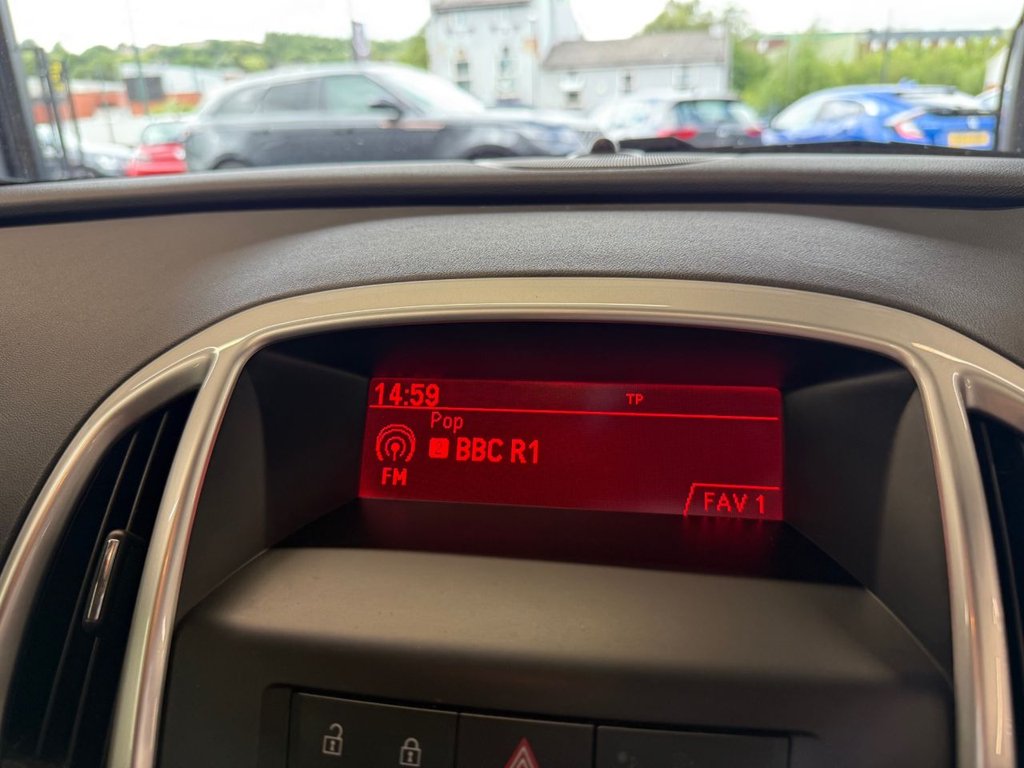 14:59 TP
Pop
BBC R1
FM
FAV 1